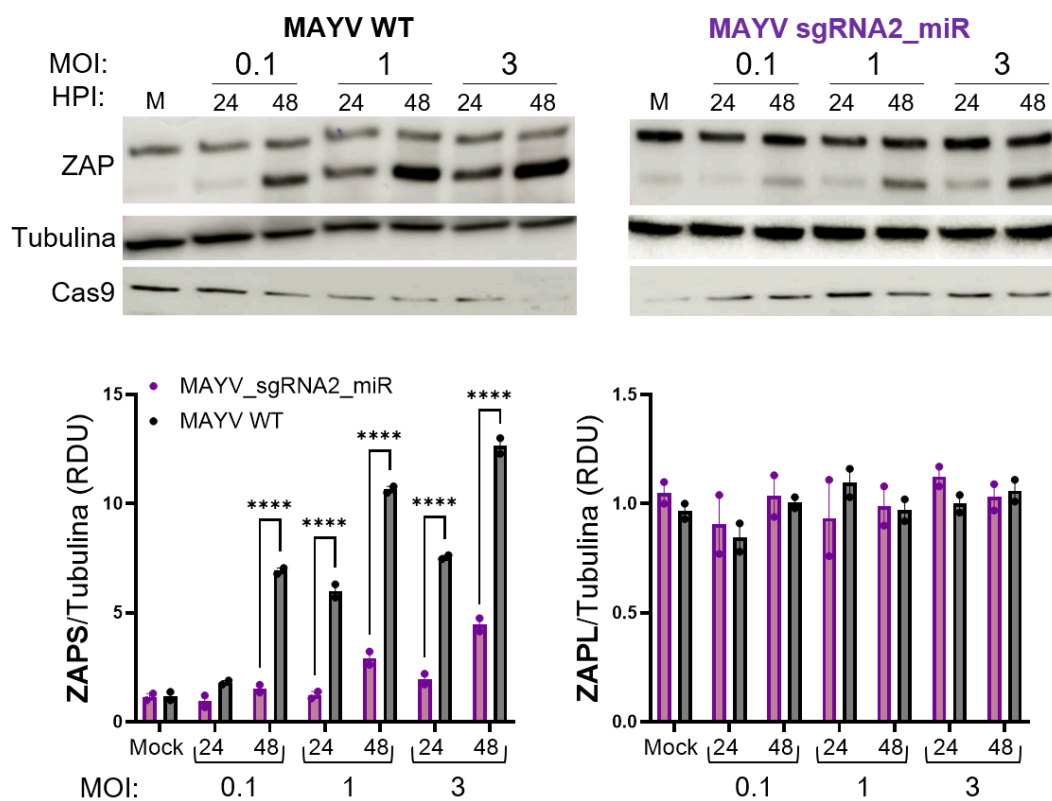 MAYV WT
MAYV sgRNA2_miR
MOI: 0.1 1 3
0.1 1 3
HPI: M 24 48 24 48 24 48
M 24 48 24 48 24 48
ZAP
Tubulina
Cas9
MAYV_sgRNA2_miR
MAYV WT
ZAPS/Tubulina (RDU)
15
10
5
0
**** **** **** **** ****
Mock 24 48 24 48 24 48
MOI: 0.1 1 3
ZAPL/Tubulina (RDU)
1.5
1.0
0.5
0.0
Mock 24 48 24 48 24 48
MOI: 0.1 1 3